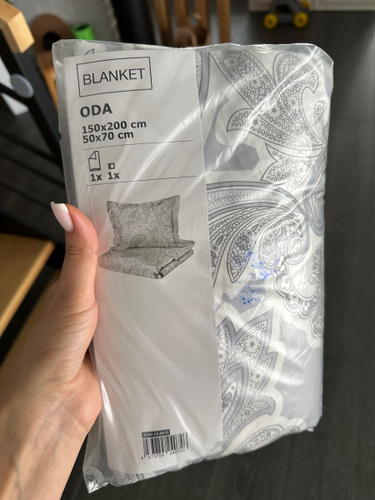 BLANKET
ODA
150x200 cm
50x70 cm
1x 1x